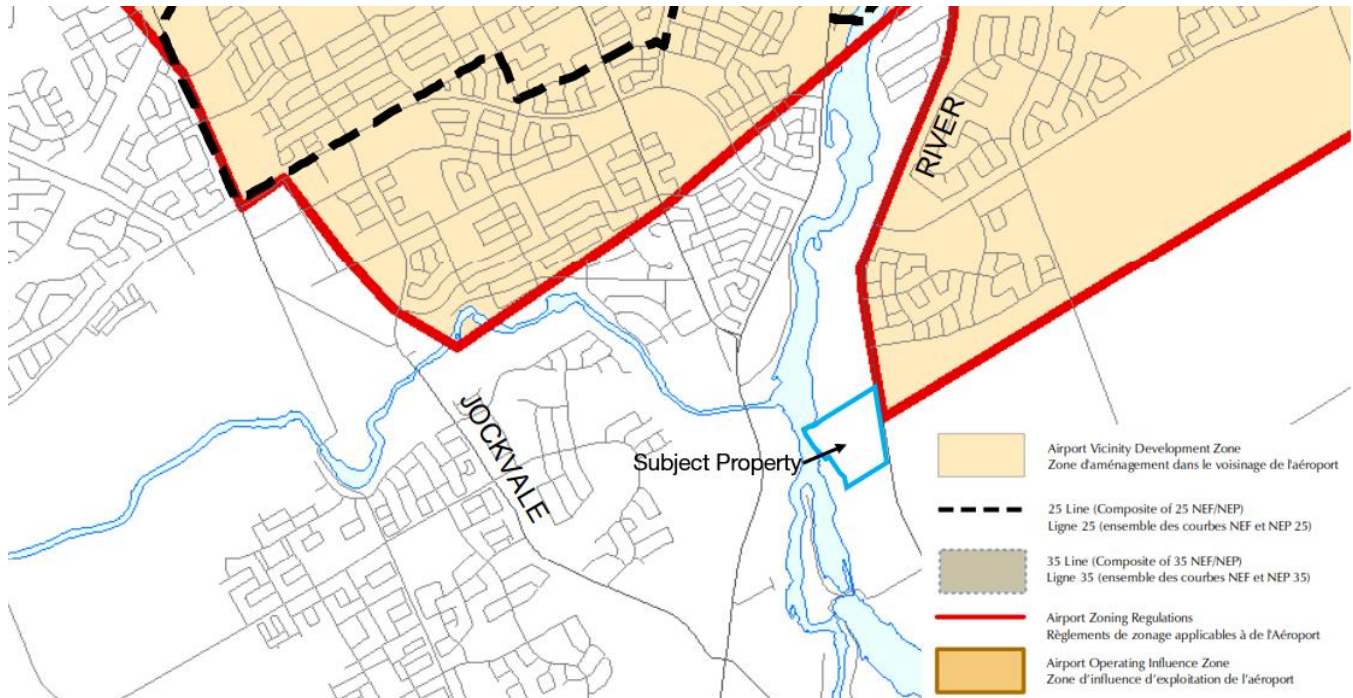 RIVER
JOCKVALE
Subject Property
Airport Vicinity Development Zone
Zone d'aménagement dans le voisinage de l'aéroport
25 Line (Composite of 25 NEF/NEP)
Ligne 25 (ensemble des courbes NEF et NEP 25)
35 Line (Composite of 35 NEF/NEP)
Ligne 35 (ensemble des courbes NEF et NEP 35)
Airport Zoning Regulations
Règlements de zonage applicables à de l'Aéroport
Airport Operating Influence Zone
Zone d'influence d'exploitation de l'aéroport